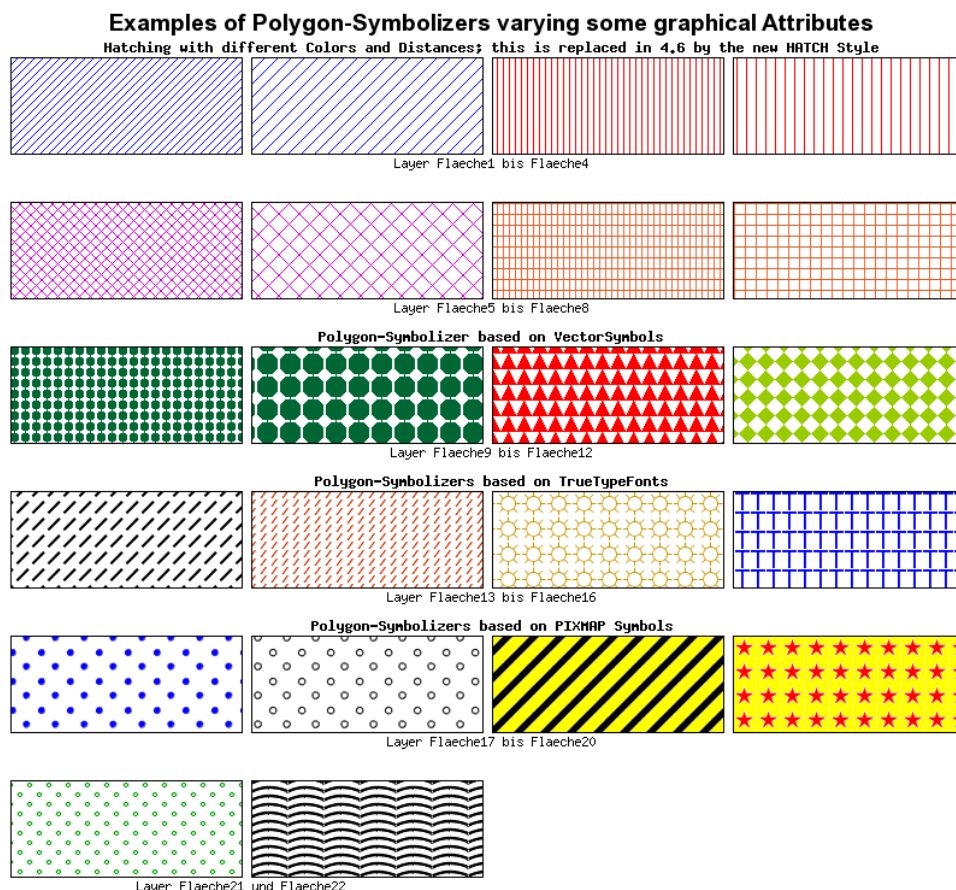 Examples of Polygon-Symbolizers varying some graphical Attributes
Hatching with different Colors and Distances; this is replaced in 4.6 by the new HATCH Style
Layer Flaeche1 bis Flaeche4
Layer Flaeche5 bis Flaeche8
Polygon-Symbolizer based on VectorSymbols
Layer Flaeche9 bis Flaeche12
Polygon-Symbolizers based on TrueTypeFonts
Layer Flaeche13 bis Flaeche16
Polygon-Symbolizers based on PIXMAP Symbols
Layer Flaeche17 bis Flaeche20
Layer Flaeche21 und Flaeche22